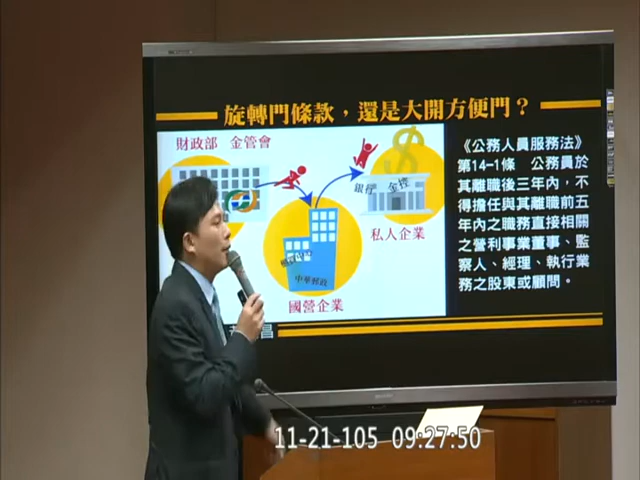 旋轉門條款，還是大開方便門？
財政部 金管會
《公務人員服務法》
第14-1條 公務員於
其離職後三年內，不
得擔任與其離職前五
年內之職務直接相關
之營利事業董事、監
察人、經理、執行業
務之股東或顧問。
銀行 金控
私人企業
中華郵政
國營企業
昌
11-21-105 09:27:50